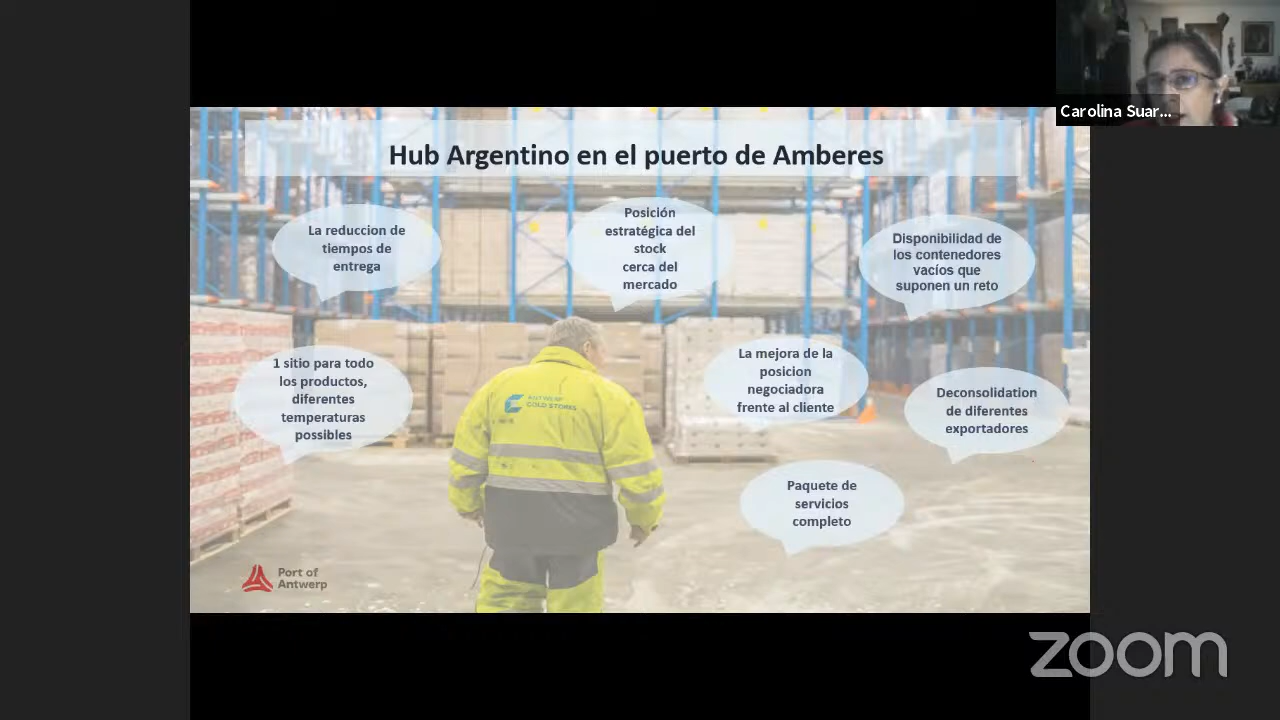 Carolina Suar...
Hub Argentino en el puerto de Amberes
La reduccion de
tiempos de
entrega
Posición
estratégica del
stock
cerca del
mercado
Disponibilidad de
los contenedores
vacíos que
suponen un reto
1 sitio para todo
los productos,
diferentes
temperaturas
possibles
La mejora de la
posicion
negociadora
frente al cliente
Deconsolidation
de diferentes
exportadores
Paquete de
servicios
completo
ANTWERP
COLD STORES
Port of
Antwerp
zoom